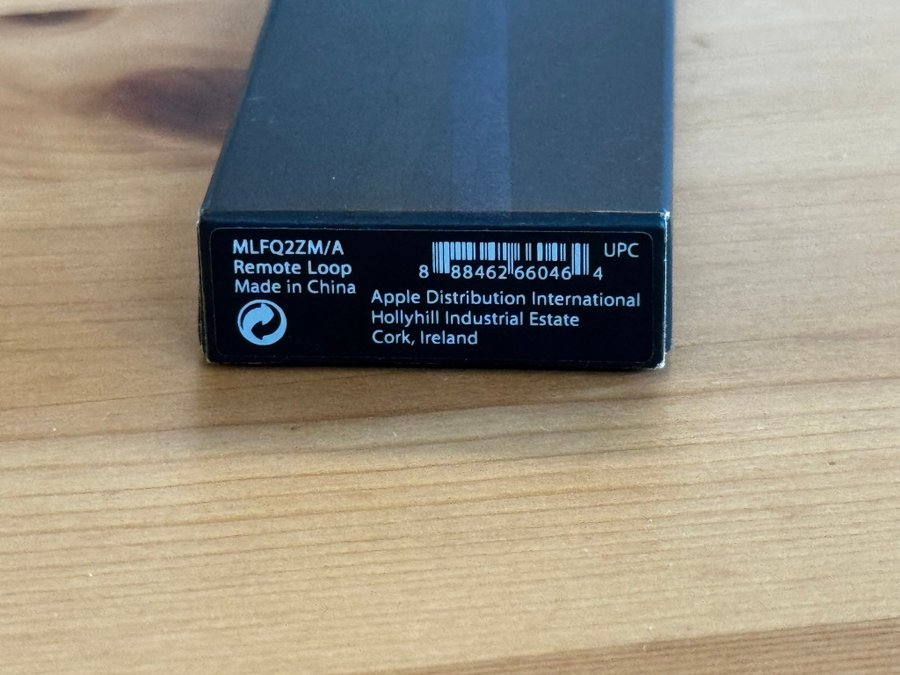 MLFQ2ZM/A
Remote Loop
Made in China
UPC
8 88462 66046 4
Apple Distribution International
Hollyhill Industrial Estate
Cork, Ireland